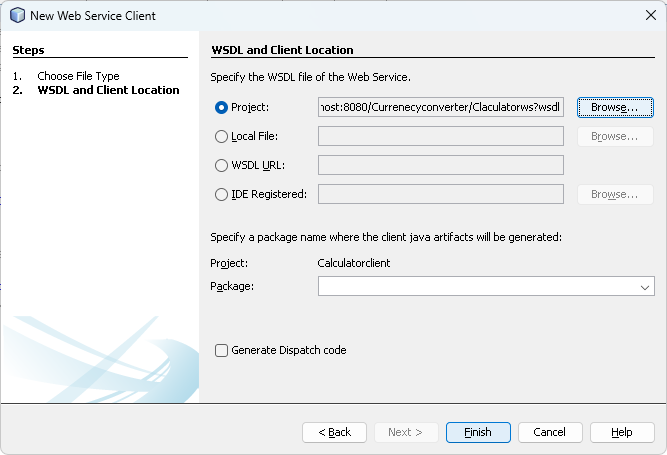 New Web Service Client
Steps
1. Choose File Type
2. WSDL and Client Location
WSDL and Client Location
Specify the WSDL file of the Web Service.
Project: host:8080/Currenecyconverter/Claculatorws?wsdl Browse...
Local File: Browse...
WSDL URL:
IDE Registered: Browse...
Specify a package name where the client java artifacts will be generated:
Project: Calculatorclient
Package:
Generate Dispatch code
< Back Next > Finish Cancel Help